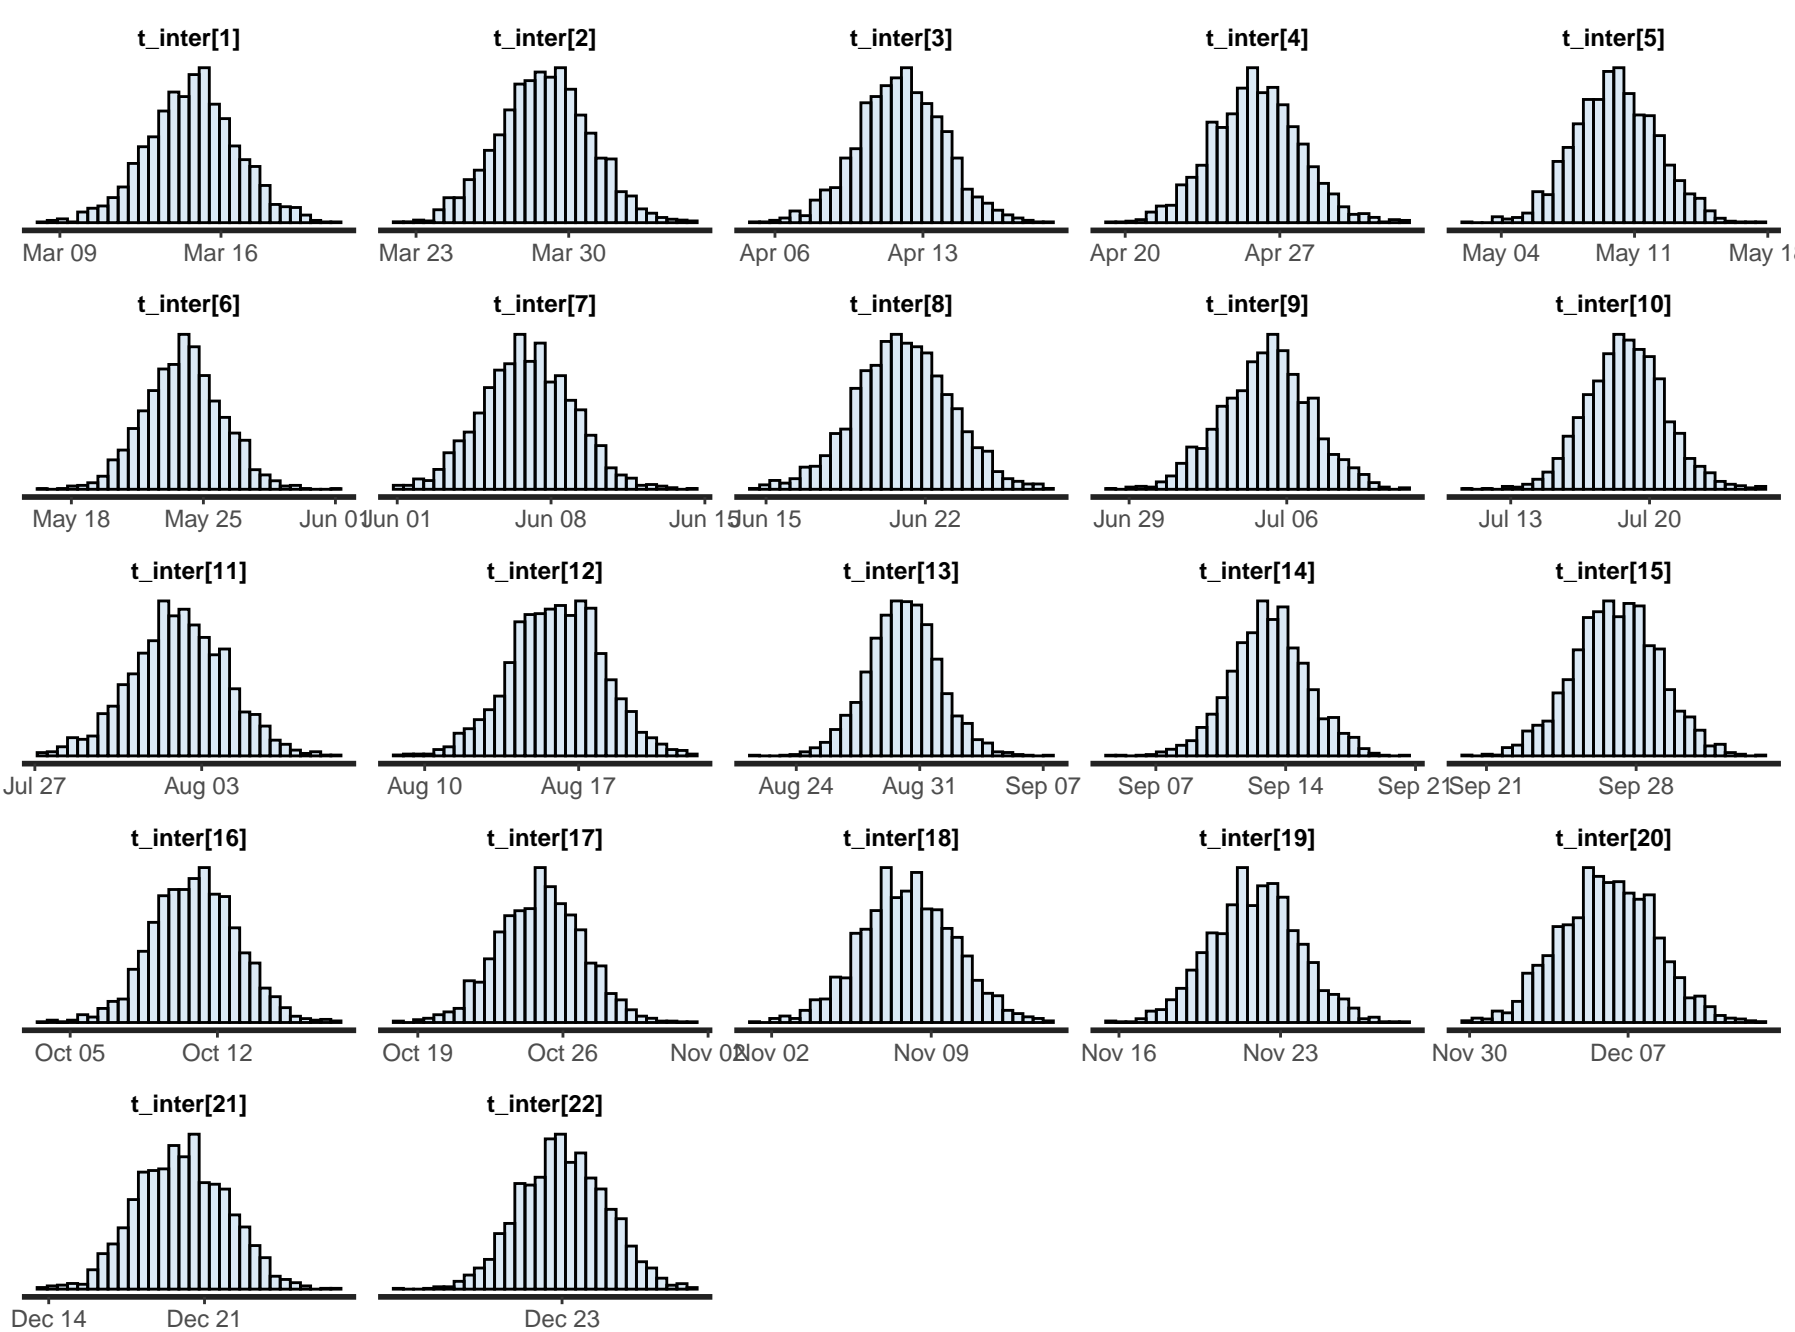 t_inter[1] t_inter[2] t_inter[3] t_inter[4] t_inter[5]
Mar 09 Mar 16 Mar 23 Mar 30 Apr 06 Apr 13 Apr 20 Apr 27 May 04 May 11 May 1
t_inter[6] t_inter[7] t_inter[8] t_inter[9] t_inter[10]
May 18 May 25 Jun 01 Jun 01 Jun 08 Jun 15 Jun 15 Jun 22 Jun 29 Jul 06 Jul 13 Jul 20
t_inter[11] t_inter[12] t_inter[13] t_inter[14] t_inter[15]
Jul 27 Aug 03 Aug 10 Aug 17 Aug 24 Aug 31 Sep 07 Sep 07 Sep 14 Sep 21 Sep 21 Sep 28
t_inter[16] t_inter[17] t_inter[18] t_inter[19] t_inter[20]
Oct 05 Oct 12 Oct 19 Oct 26 Nov 02 Nov 02 Nov 09 Nov 16 Nov 23 Nov 30 Dec 07
t_inter[21] t_inter[22]
Dec 14 Dec 21 Dec 23